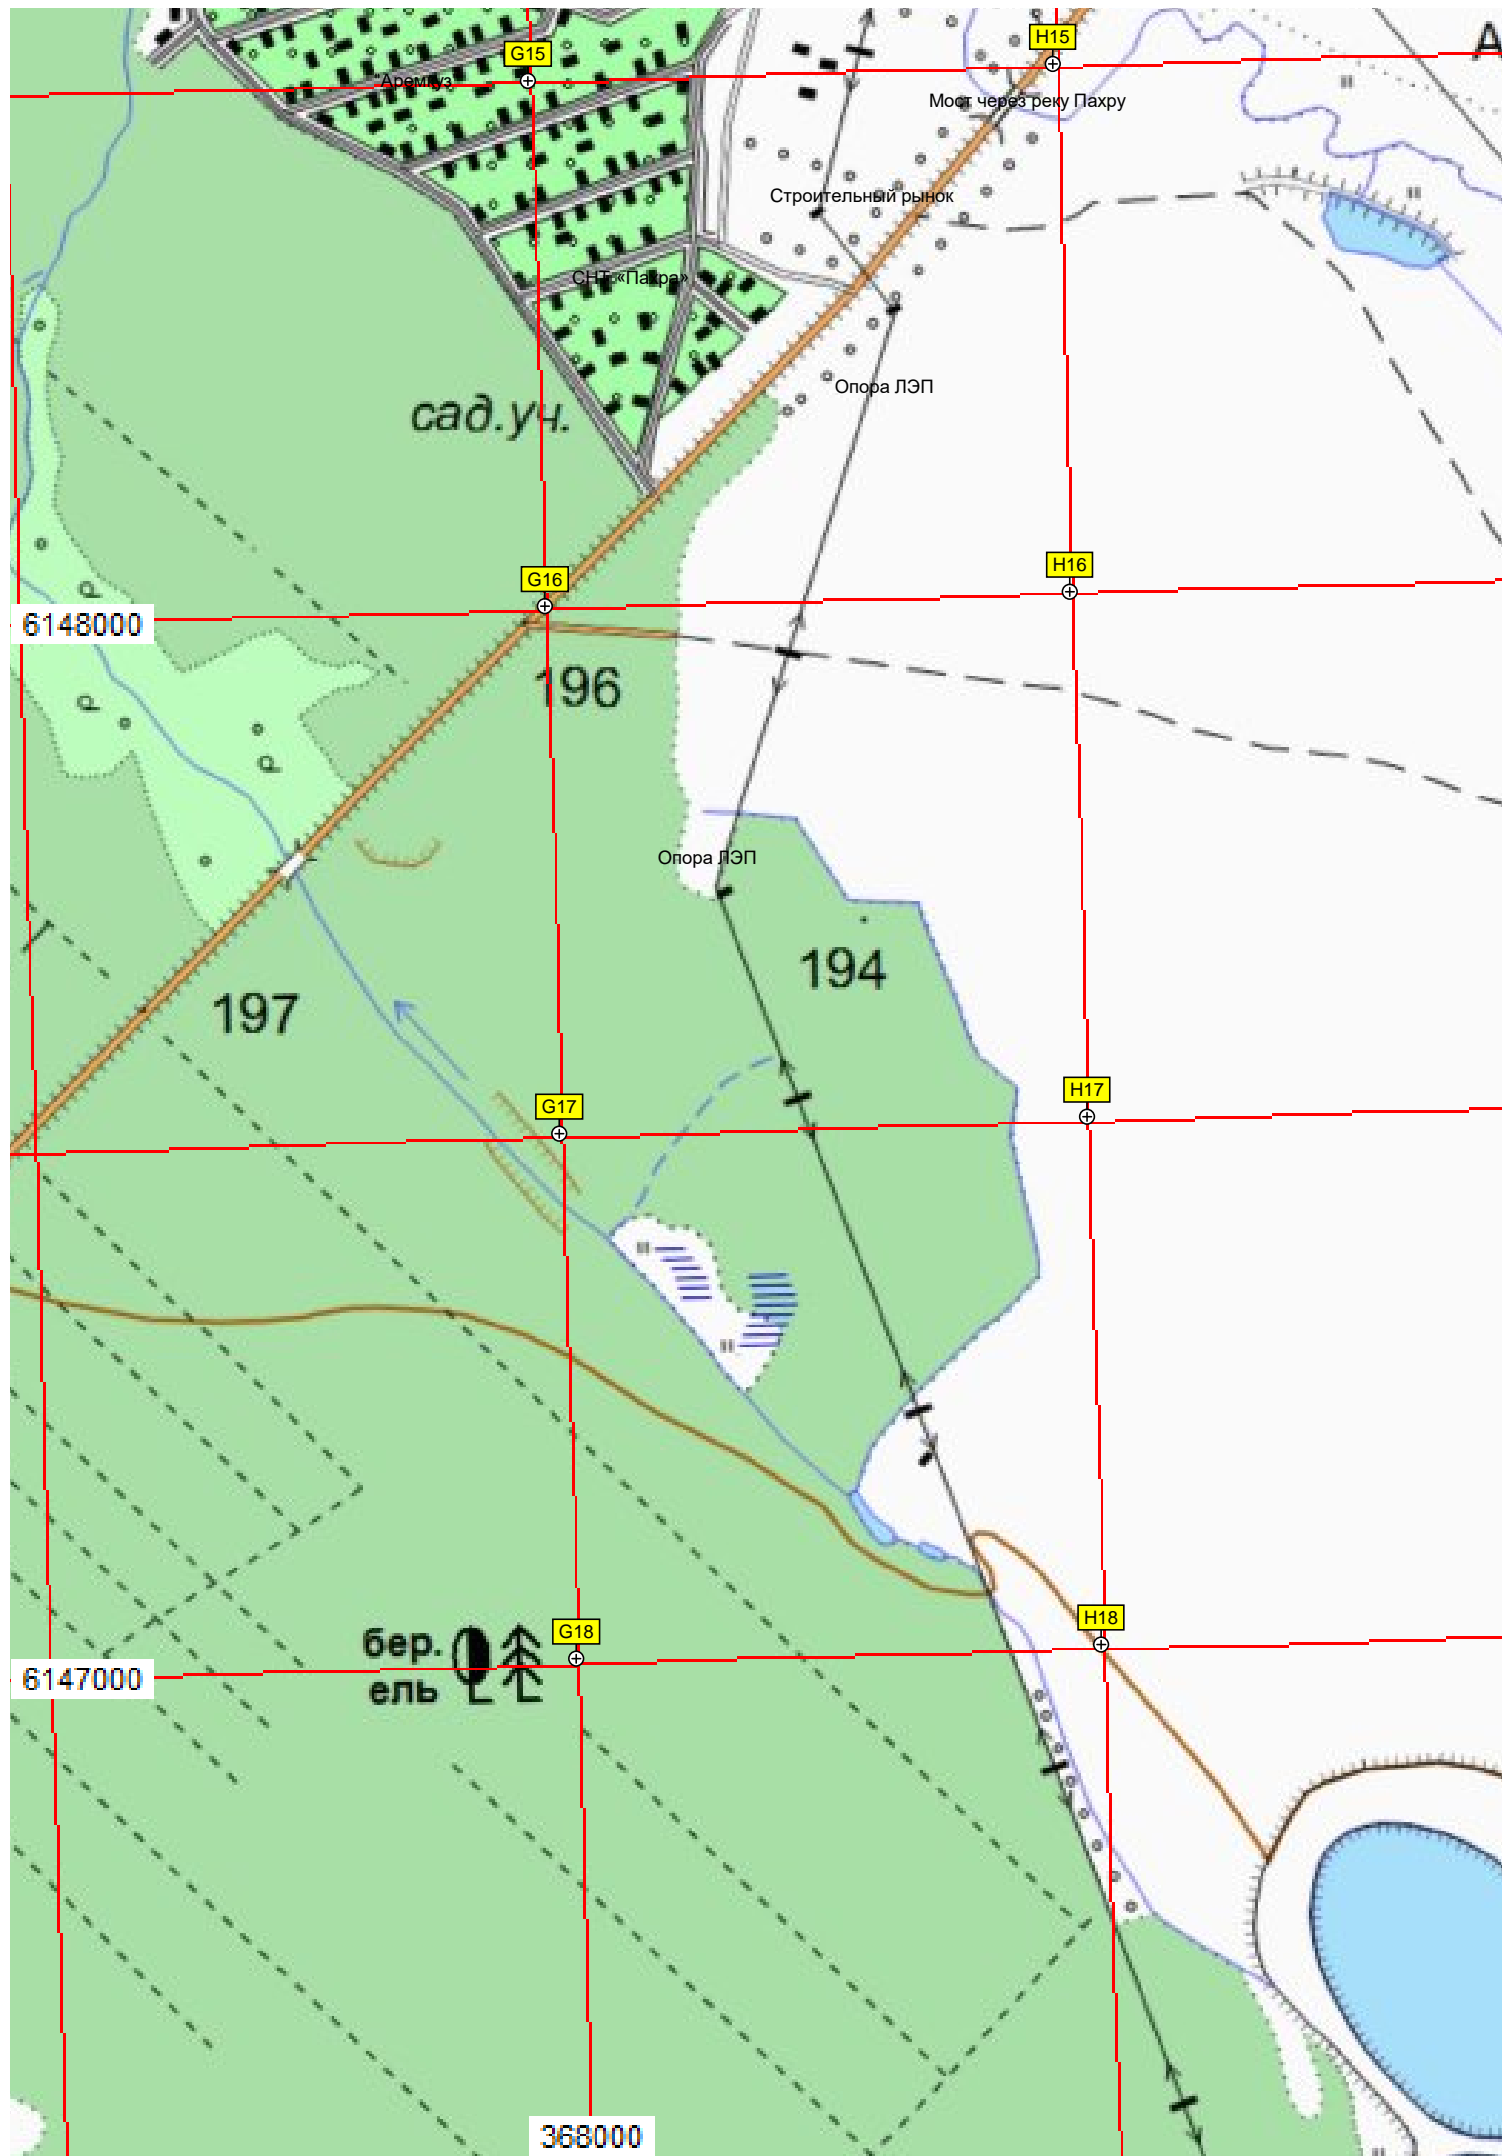 G15
H15
А
"Аремкуз
Мост через реку Пахру
Строительный рынок
СНТ «Пахра»
Опора ЛЭП
сад.уч.
G16
H16
6148000
196
Опора ЛЭП
194
197
G17
H17
G18
H18
бер.
ель
6147000
368000